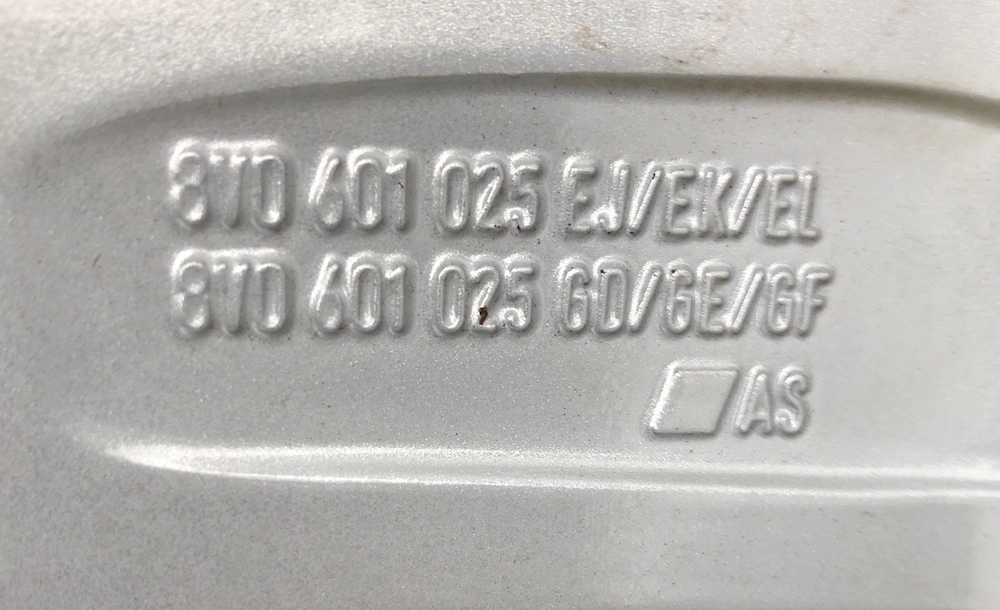 8V0 601 025 EJ/EK/EL
8V0 601 025 GD/GE/GF
/AS